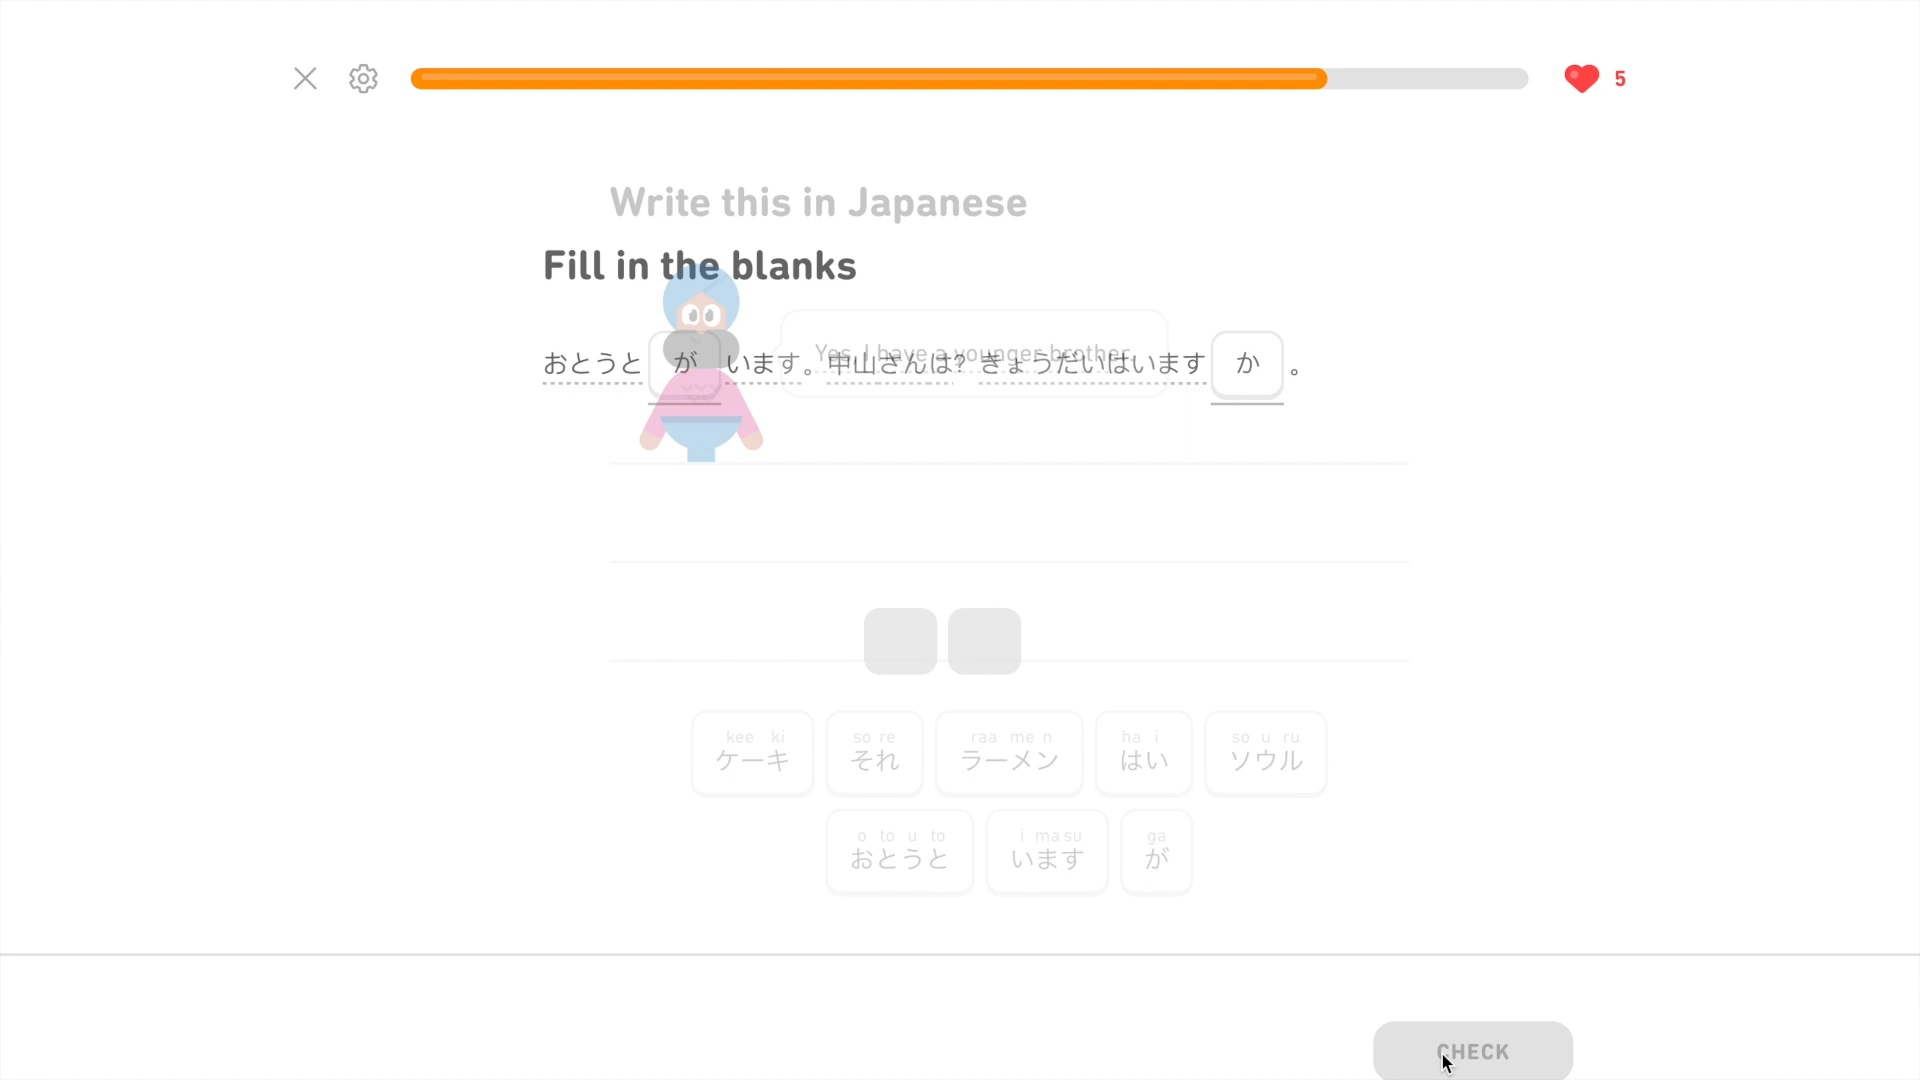 5
Write this in Japanese
Fill in the blanks
Yes, I have a younger brother.
おとうと が います。中山さんは? きょうだいはいます か 。
kee ki so re raa me n ha i so u ru
ケーキ それ ラーメン はい ソウル
o to u to i ma su ga
おとうと います が
CHECK